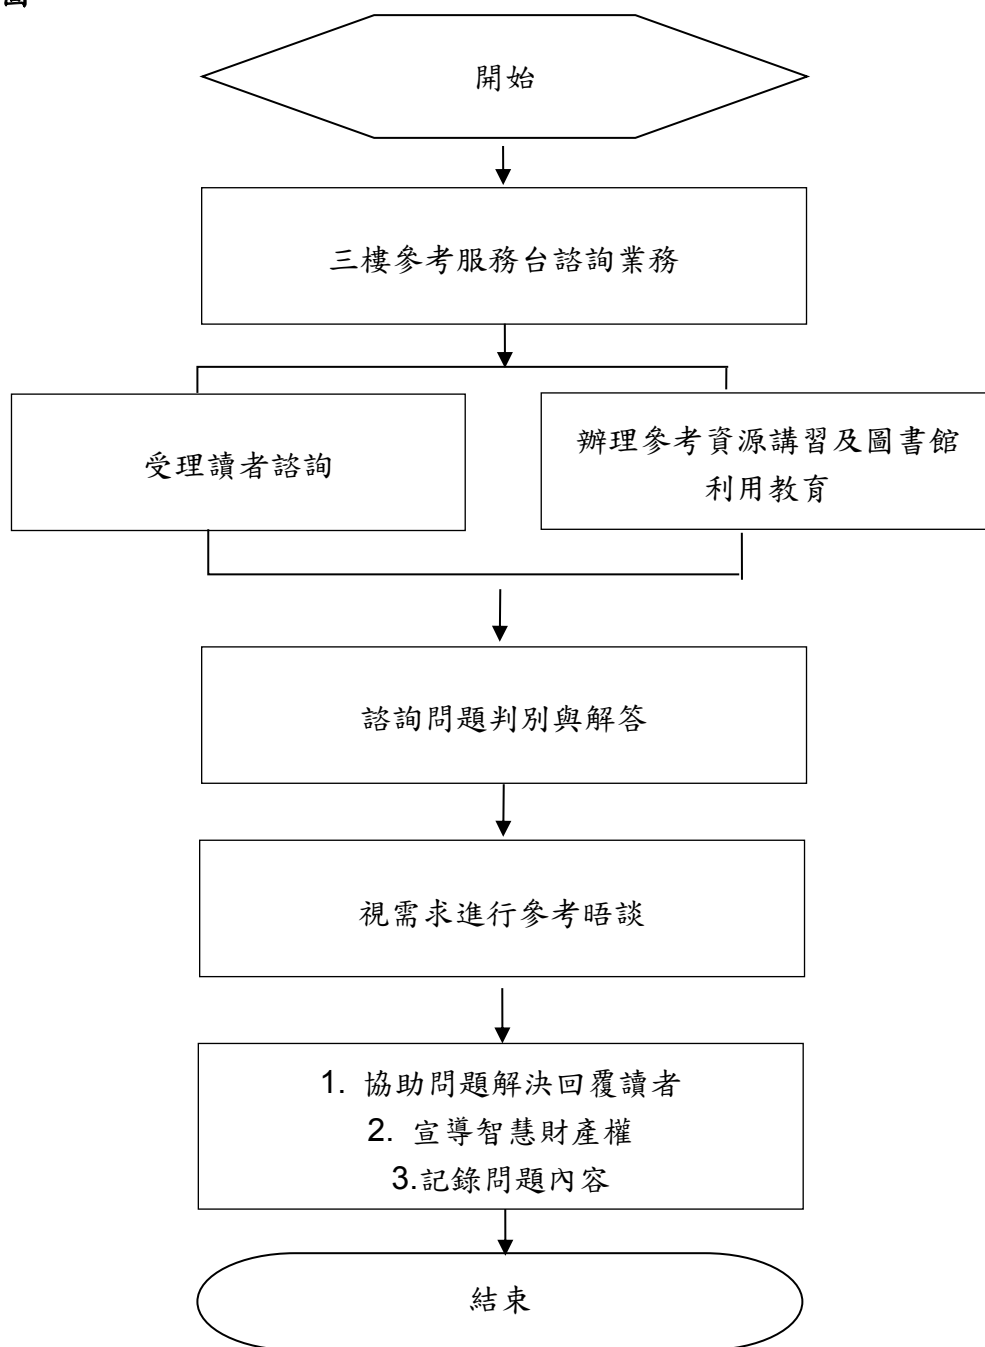 圖
開始
三樓參考服務台諮詢業務
受理讀者諮詢
辦理參考資源講習及圖書館
利用教育
諮詢問題判別與解答
視需求進行參考晤談
1. 協助問題解決回覆讀者
2. 宣導智慧財產權
3.記錄問題內容
結束